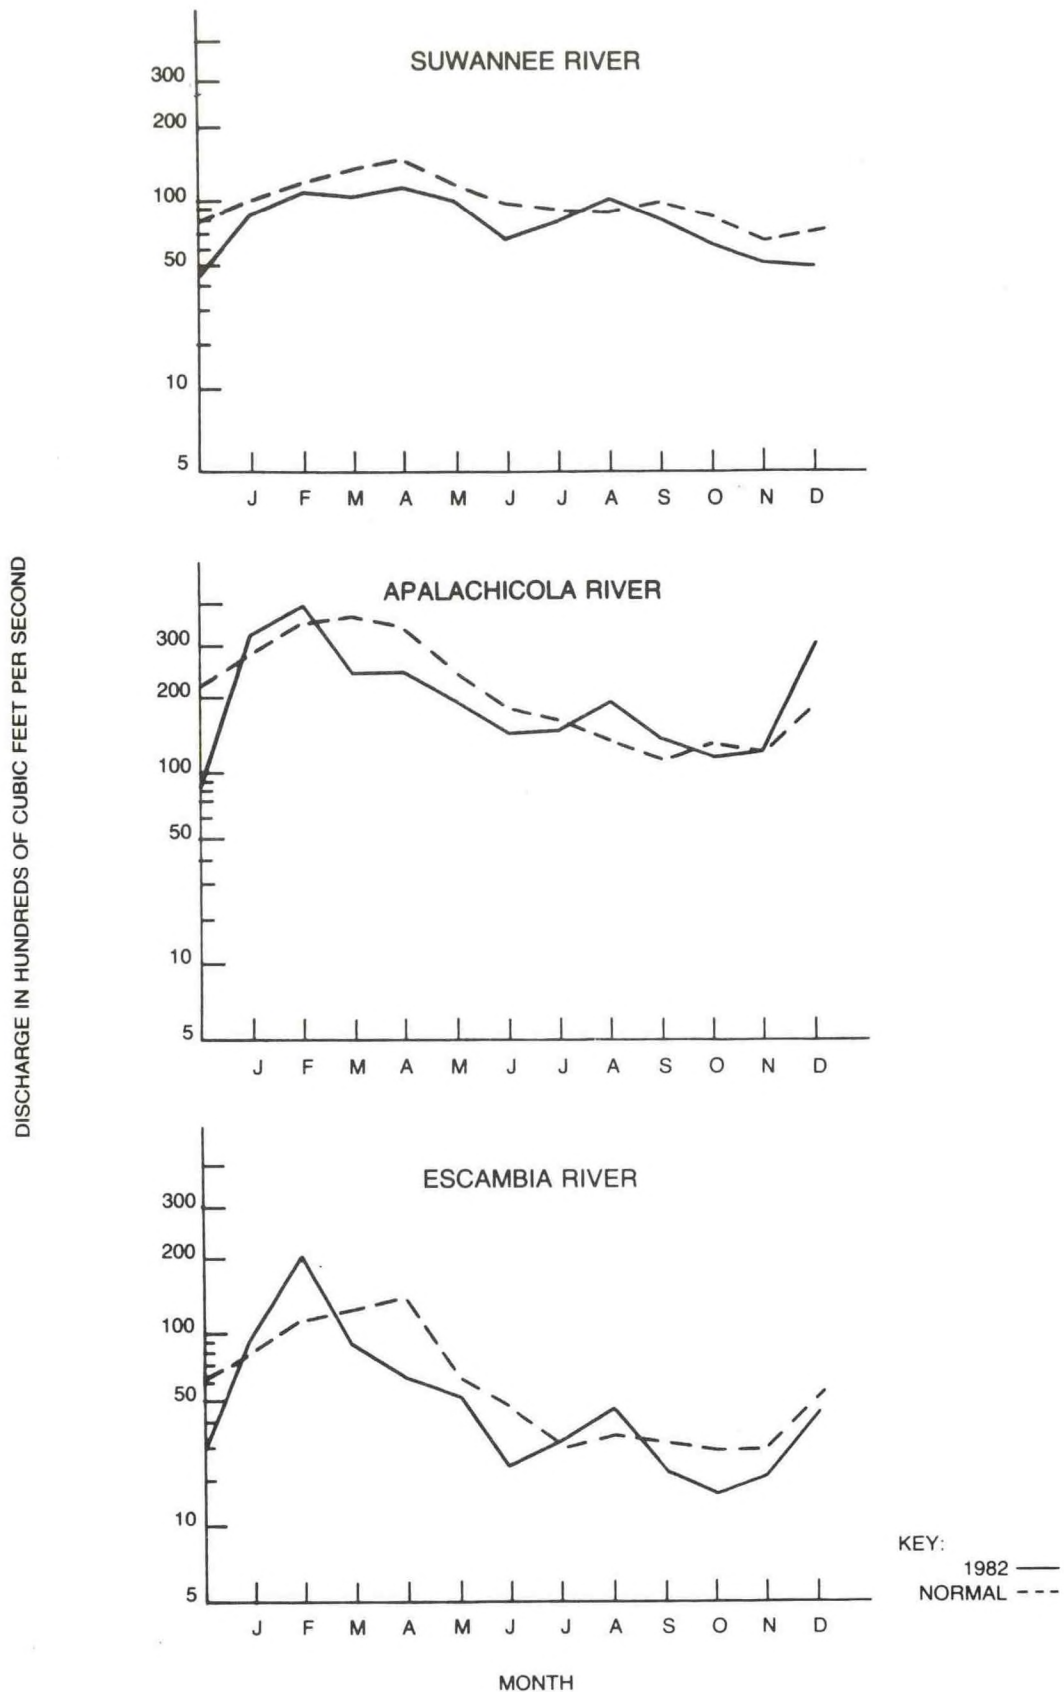 SUWANNEE RIVER
300
200
100
50
10
5
J F M A M J J A S O N D
DISCHARGE IN HUNDREDS OF CUBIC FEET PER SECOND
APALACHICOLA RIVER
300
200
100
50
10
5
J F M A M J J A S O N D
ESCAMBIA RIVER
300
200
100
50
10
5
J F M A M J J A S O N D
MONTH
KEY:
1982
NORMAL